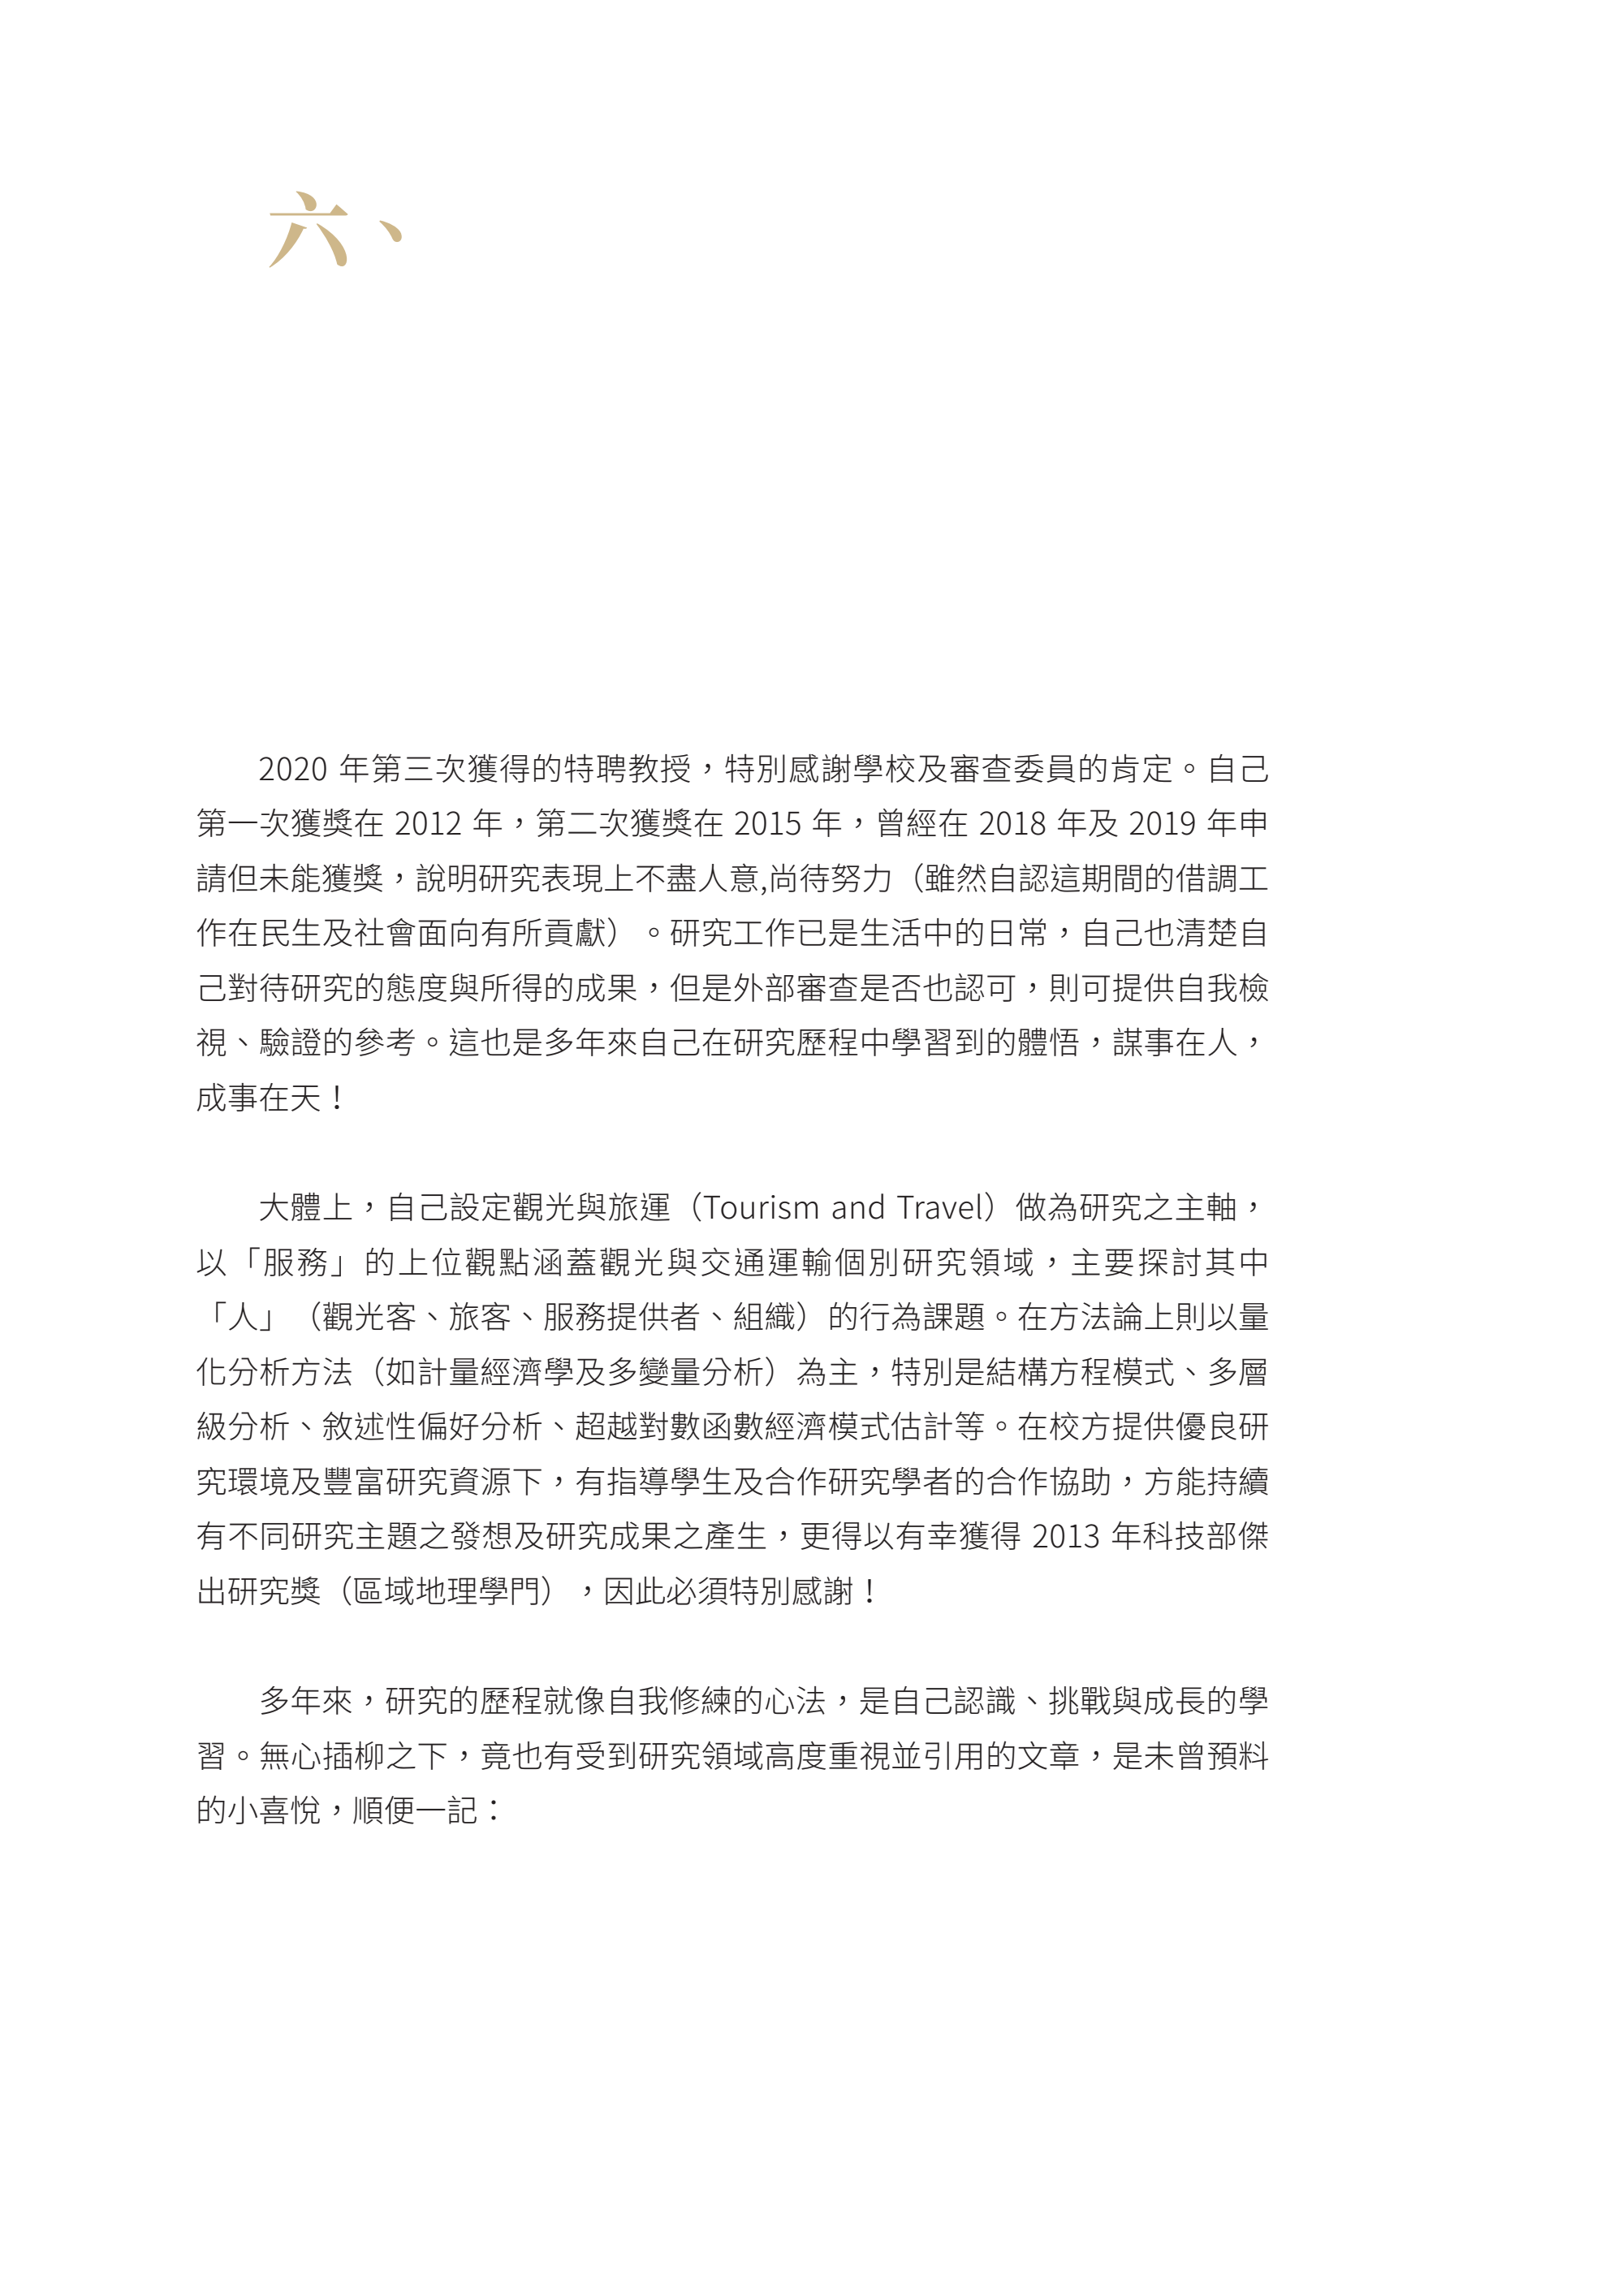 六、
2020 年第三次獲得的特聘教授，特別感謝學校及審查委員的肯定。自己
第一次獲獎在 2012 年，第二次獲獎在 2015 年，曾經在 2018 年及 2019 年申
請但未能獲獎，說明研究表現上不盡人意,尚待努力（雖然自認這期間的借調工
作在民生及社會面向有所貢獻）。研究工作已是生活中的日常，自己也清楚自
己對待研究的態度與所得的成果，但是外部審查是否也認可，則可提供自我檢
視、驗證的參考。這也是多年來自己在研究歷程中學習到的體悟，謀事在人，
成事在天！
大體上，自己設定觀光與旅運（Tourism and Travel）做為研究之主軸，
以「服務」的上位觀點涵蓋觀光與交通運輸個別研究領域，主要探討其中
「人」（觀光客、旅客、服務提供者、組織）的行為課題。在方法論上則以量
化分析方法（如計量經濟學及多變量分析）為主，特別是結構方程模式、多層
級分析、敘述性偏好分析、超越對數函數經濟模式估計等。在校方提供優良研
究環境及豐富研究資源下，有指導學生及合作研究學者的合作協助，方能持續
有不同研究主題之發想及研究成果之產生，更得以有幸獲得 2013 年科技部傑
出研究獎（區域地理學門），因此必須特別感謝！
多年來，研究的歷程就像自我修練的心法，是自己認識、挑戰與成長的學
習。無心插柳之下，竟也有受到研究領域高度重視並引用的文章，是未曾預料
的小喜悅，順便一記：